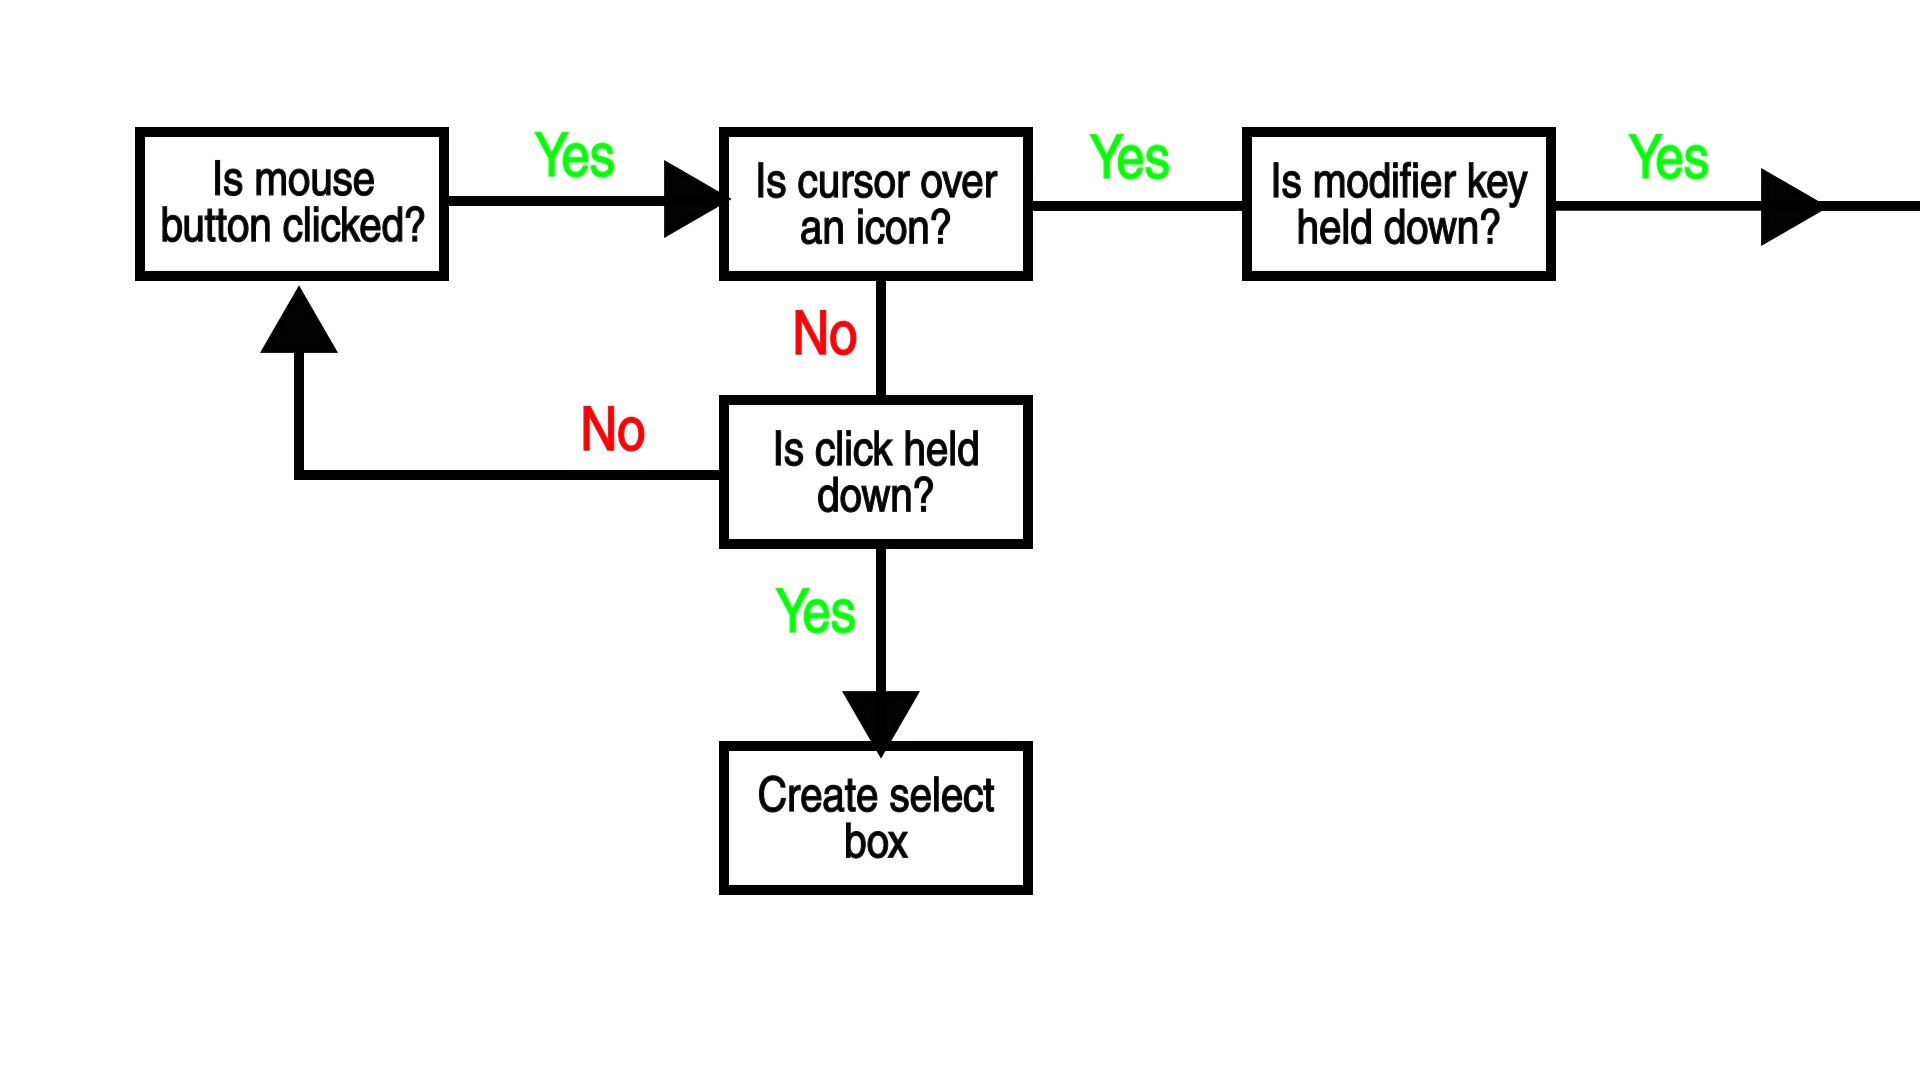 Is mouse
button clicked?
Yes
Is cursor over
an icon?
Yes
Is modifier key
held down?
Yes
No
No
Is click held
down?
Yes
Create select
box